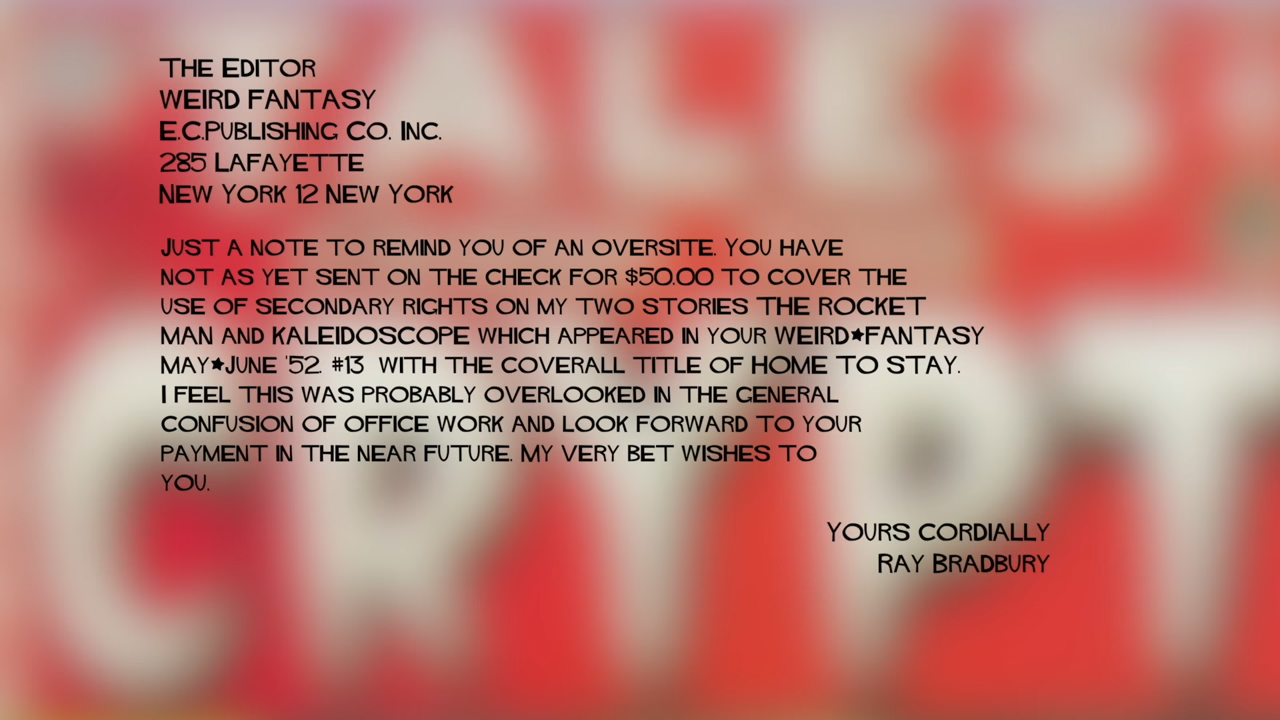 The Editor
WEIRD FANTASY
E.C.PUBLISHING CO. INC.
285 LAFAYETTE
NEW YORK 12 NEW YORK
JUST A NOTE TO REMIND YOU OF AN OVERSITE. YOU HAVE
NOT AS YET SENT ON THE CHECK FOR $50.00 TO COVER THE
USE OF SECONDARY RIGHTS ON MY TWO STORIES THE ROCKET
MAN AND KALEIDOSCOPE WHICH APPEARED IN YOUR WEIRD★FANTASY
MAY★JUNE '52. #13 WITH THE COVERALL TITLE OF HOME TO STAY.
I FEEL THIS WAS PROBABLY OVERLOOKED IN THE GENERAL
CONFUSION OF OFFICE WORK AND LOOK FORWARD TO YOUR
PAYMENT IN THE NEAR FUTURE. MY VERY BET WISHES TO
YOU.
YOURS CORDIALLY
RAY BRADBURY